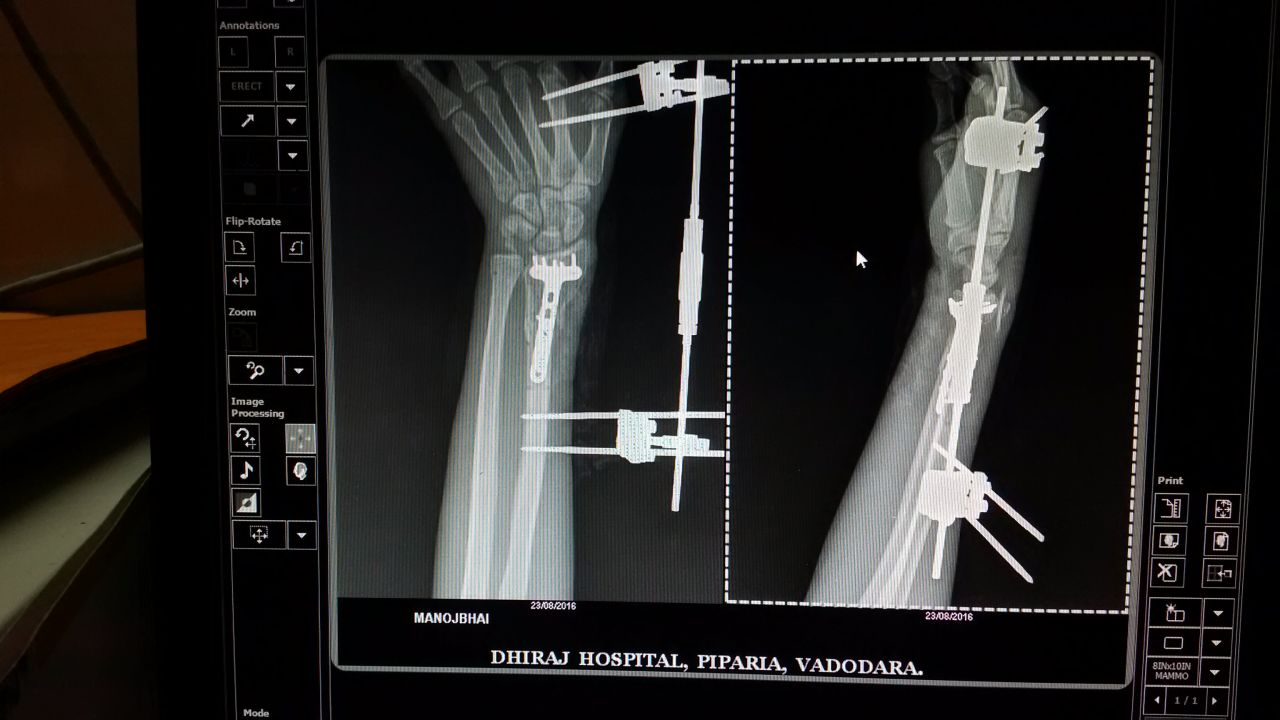 Annotations
L R
ERECT
Flip-Rotate
Zoom
Image
Processing
Mode
23/08/2016
MANOJBHAI
23/08/2016
DHIRAJ HOSPITAL, PIPARIA, VADODARA.
Print
8INx10IN
MAMMO
1 / 1